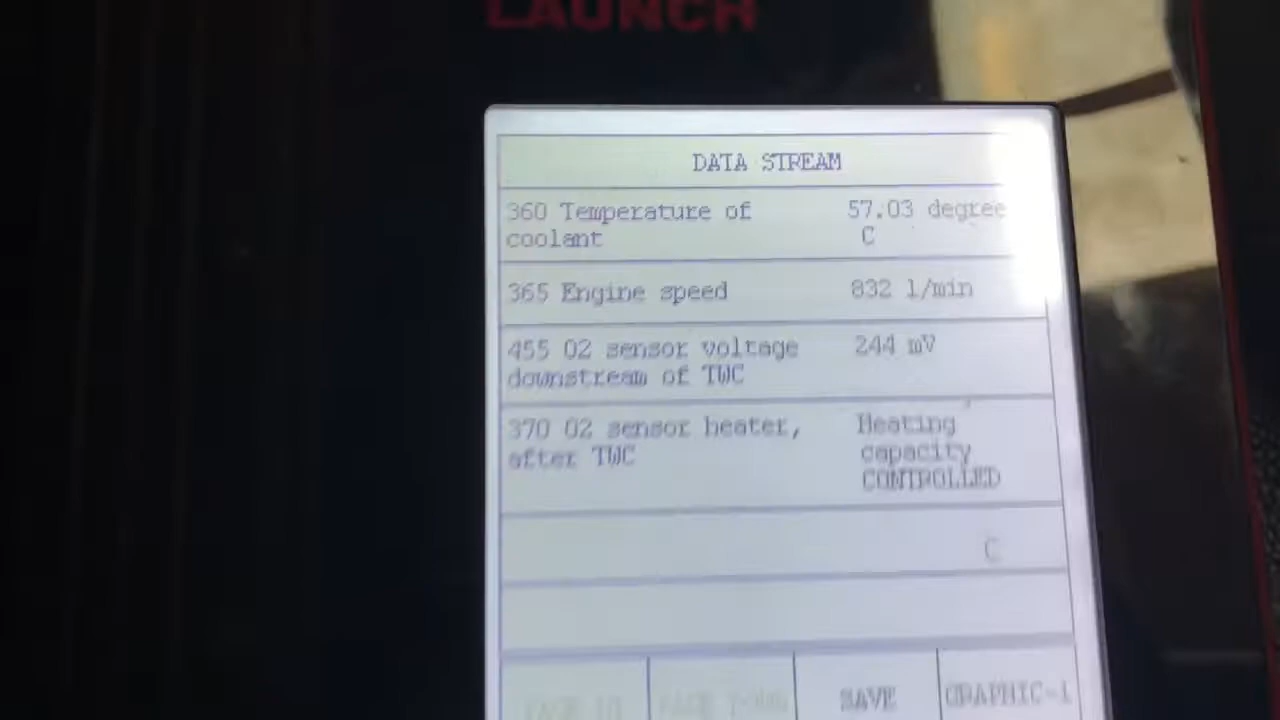 LAUNCH
DATA STREAM
360 Temperature of
coolant
57.03 degree
C
365 Engine speed
832 1/min
455 O2 sensor voltage
downstream of TWC
244 mV
370 O2 sensor heater,
after TWC
Heating
capacity
CONTROLLED
C
SAVE
GRAPHIC-1